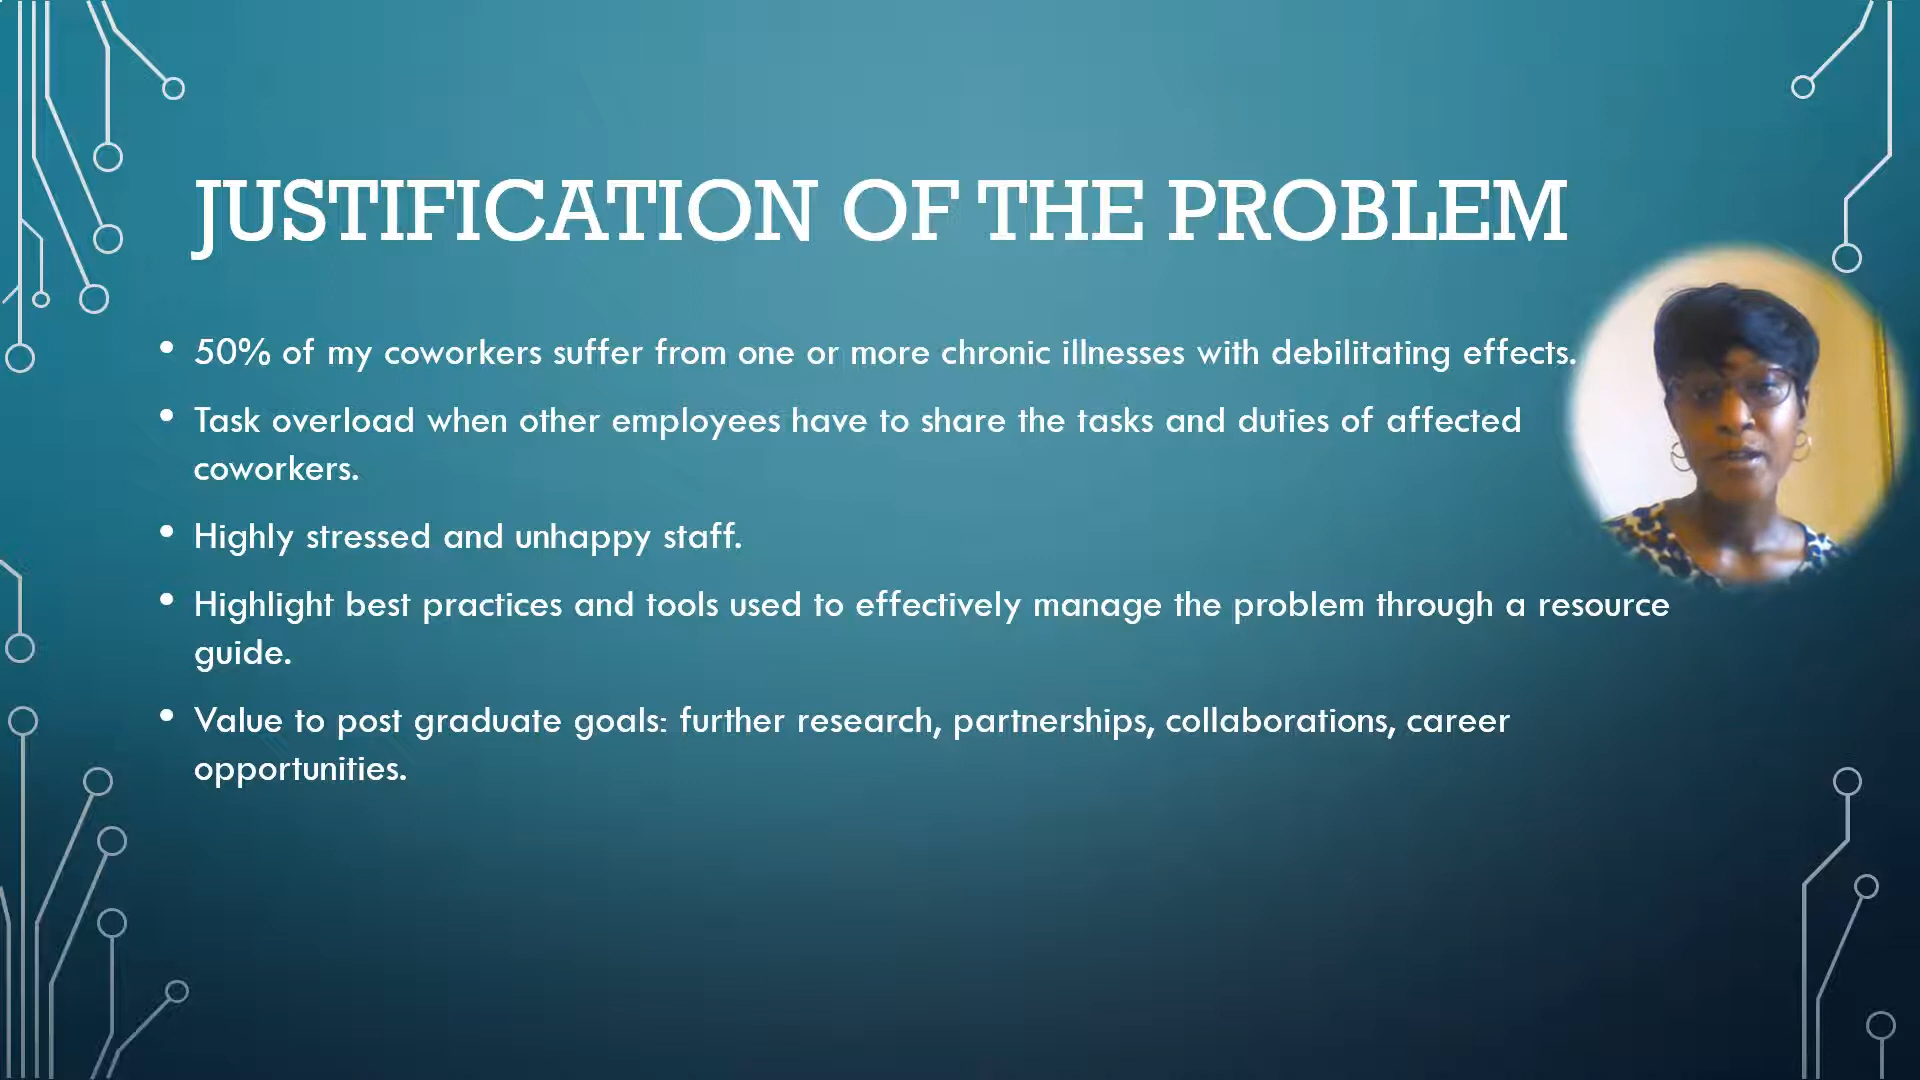 JUSTIFICATION OF THE PROBLEM
• 50% of my coworkers suffer from one or more chronic illnesses with debilitating effects.
• Task overload when other employees have to share the tasks and duties of affected
coworkers.
• Highly stressed and unhappy staff.
• Highlight best practices and tools used to effectively manage the problem through a resource
guide.
• Value to post graduate goals: further research, partnerships, collaborations, career
opportunities.